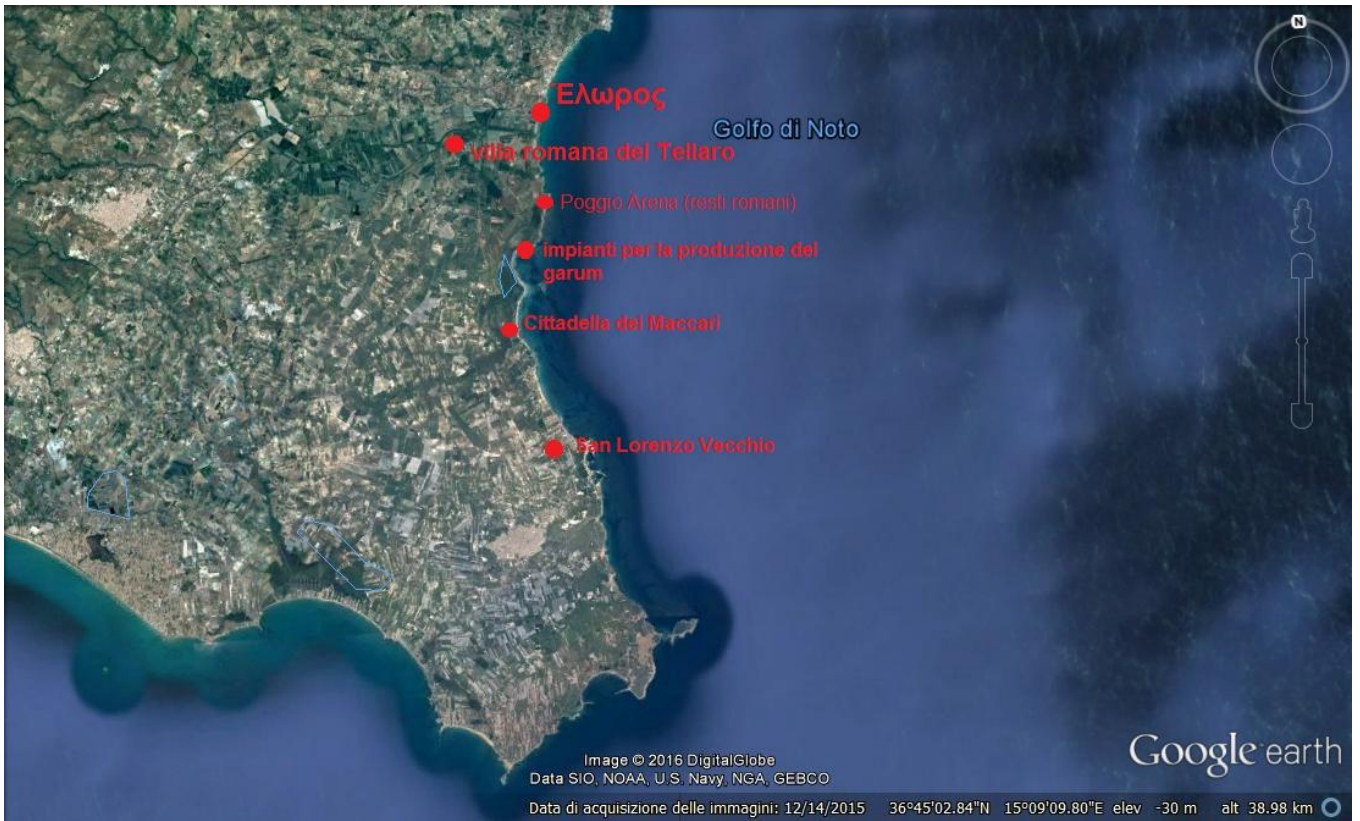 N
Έλωρος
Golfo di Noto
villa romana del Tellaro
Poggio Arena (resti romani)
impianti per la produzione del
garum
Cittadella dei Maccari
San Lorenzo Vecchio
Google earth
Image © 2016 DigitalGlobe
Data SIO, NOAA, U.S. Navy, NGA, GEBCO
Data di acquisizione delle immagini: 12/14/2015 36°45'02.84"N 15°09'09.80"E elev -30 m alt 38.98 km